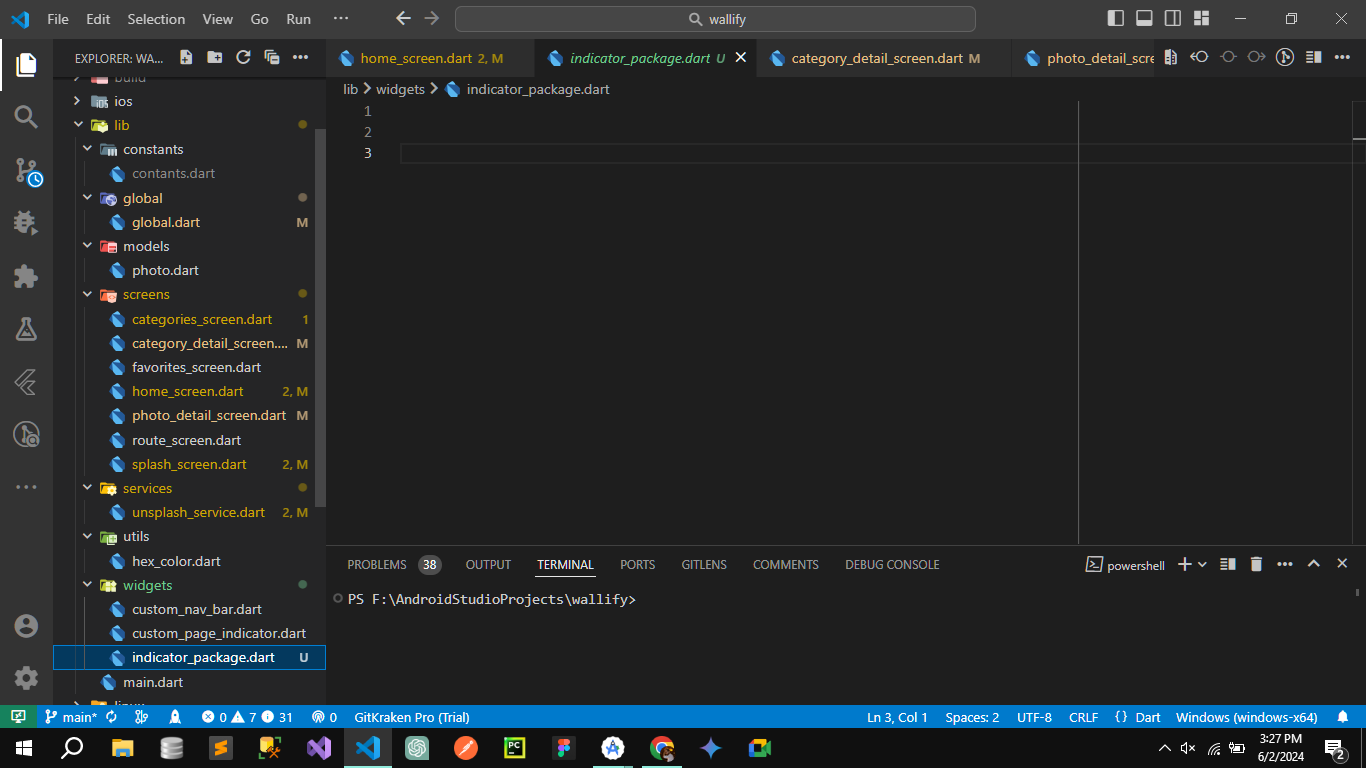 File Edit Selection View Go Run ··· wallify
EXPLORER: WA...
home_screen.dart 2, M
indicator_package.dart U
category_detail_screen.dart M
photo_detail_scre
lib > widgets > indicator_package.dart
1
2
3
build
ios
lib
constants
contants.dart
global
global.dart M
models
photo.dart
screens
categories_screen.dart 1
category_detail_screen.... M
favorites_screen.dart
home_screen.dart 2, M
photo_detail_screen.dart M
route_screen.dart
splash_screen.dart 2, M
services
unsplash_service.dart 2, M
utils
hex_color.dart
widgets
custom_nav_bar.dart
custom_page_indicator.dart
indicator_package.dart U
main.dart
linux
PROBLEMS 38 OUTPUT TERMINAL PORTS GITLENS COMMENTS DEBUG CONSOLE
powershell
PS F:\AndroidStudioProjects\wallify>
main* 0 7 31 0 GitKraken Pro (Trial) Ln 3, Col 1 Spaces: 2 UTF-8 CRLF {} Dart Windows (windows-x64)
3:27 PM
6/2/2024
2